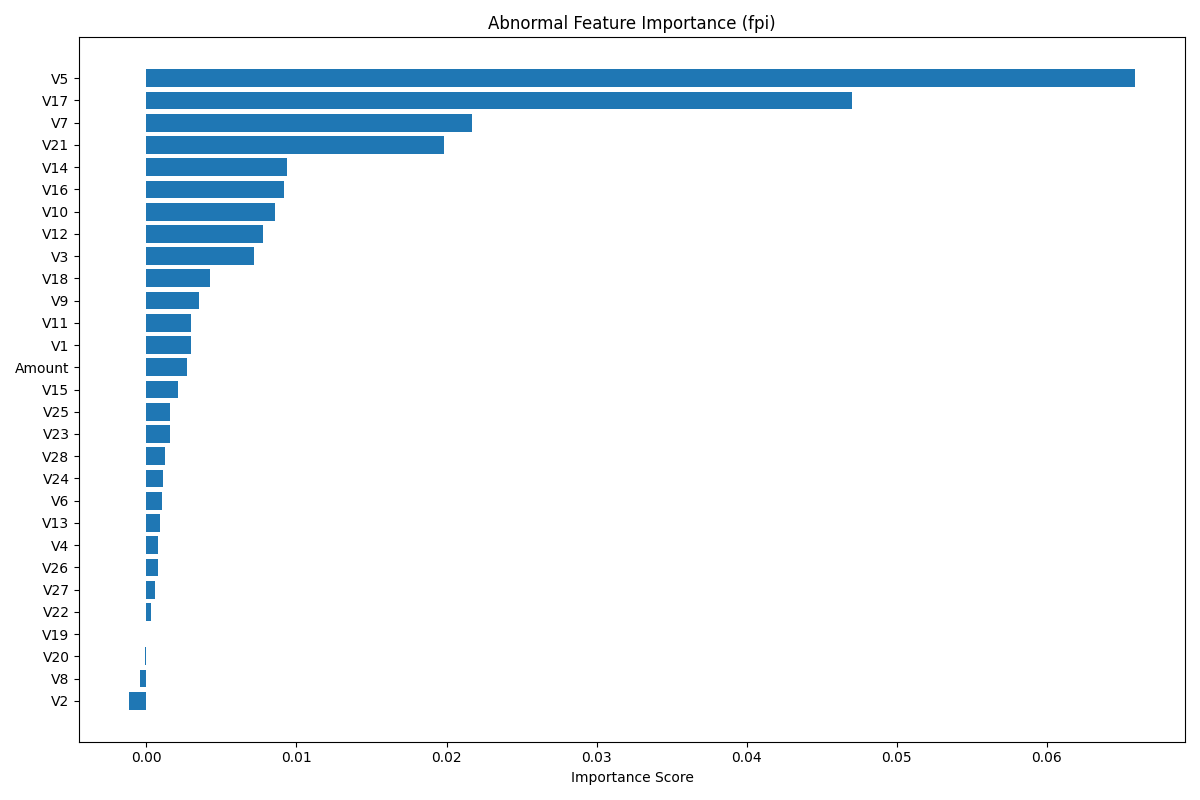 Abnormal Feature Importance (fpi)
V5
V17
V7
V21
V14
V16
V10
V12
V3
V18
V9
V11
V1
Amount
V15
V25
V23
V28
V24
V6
V13
V4
V26
V27
V22
V19
V20
V8
V2
0.00 0.01 0.02 0.03 0.04 0.05 0.06
Importance Score